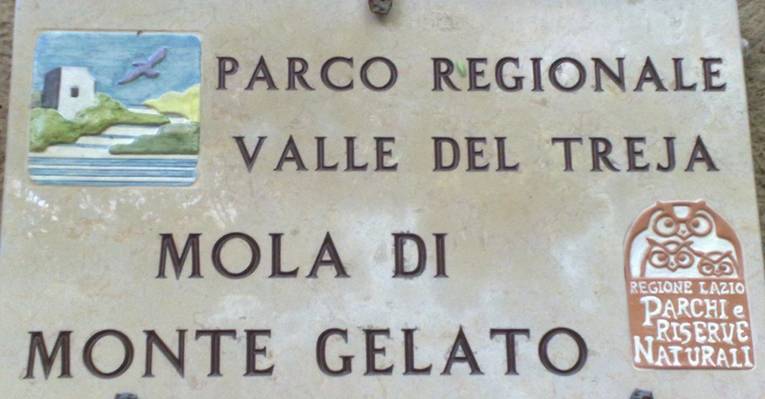 PARCO REGIONALE
VALLE DEL TREJA
MOLA DI
MONTE GELATO
REGIONE LAZIO
PARCHI e
RISERVE
NATURALI